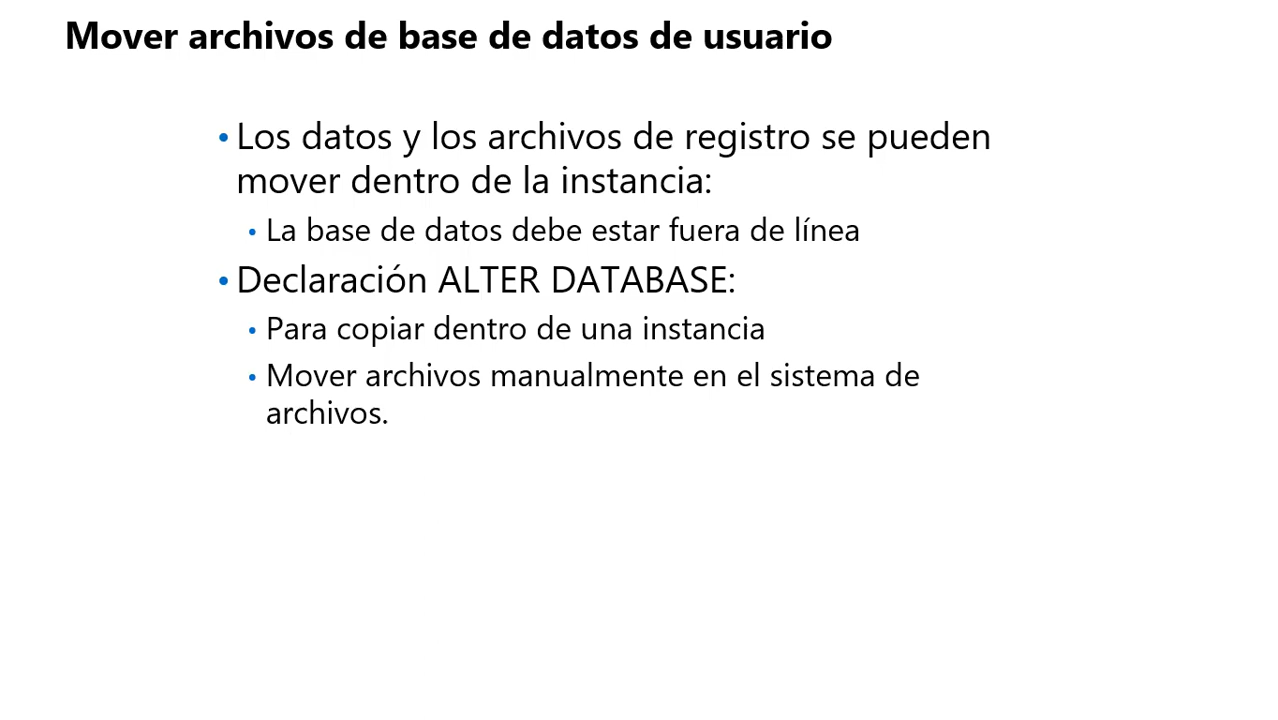 Mover archivos de base de datos de usuario
• Los datos y los archivos de registro se pueden
mover dentro de la instancia:
• La base de datos debe estar fuera de línea
• Declaración ALTER DATABASE:
• Para copiar dentro de una instancia
• Mover archivos manualmente en el sistema de
archivos.